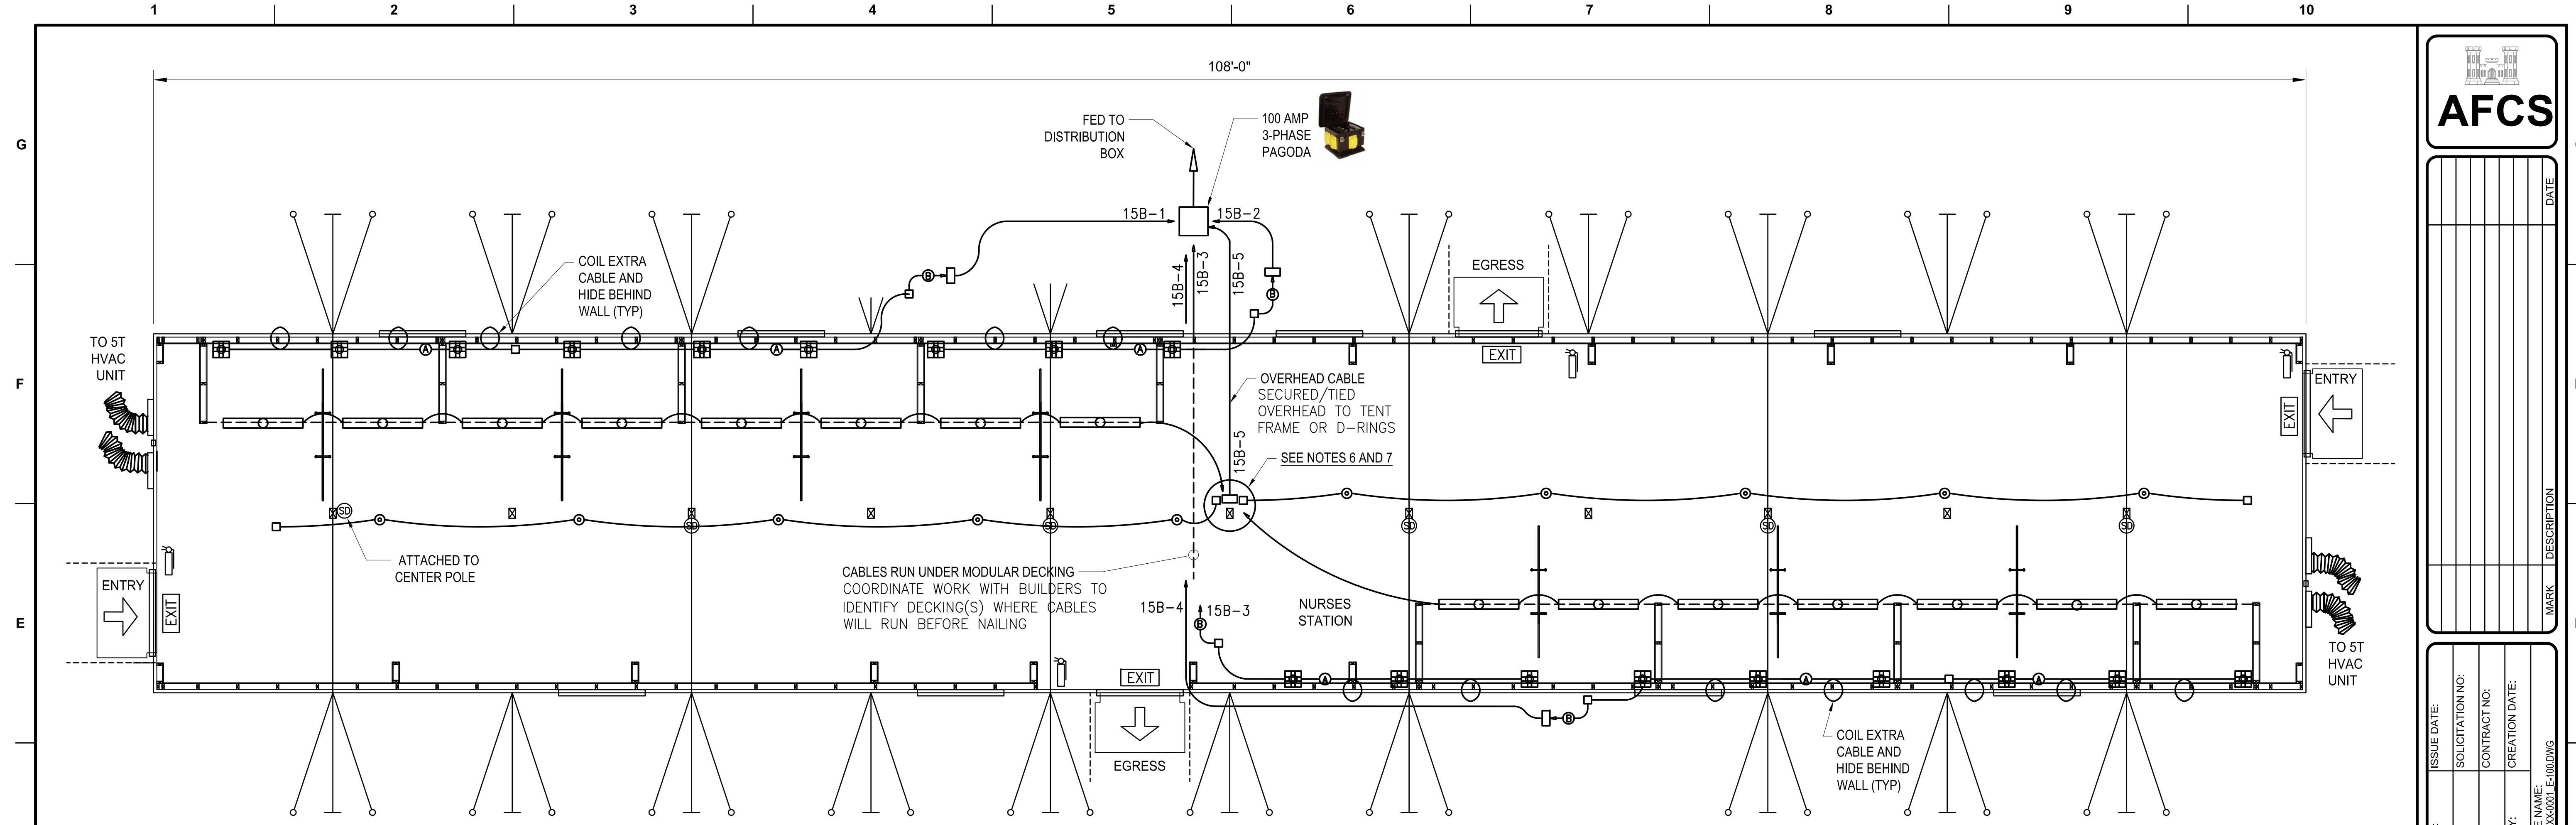 1 2 3 4 5 6 7 8 9 10
108'-0"
G
F
E
FED TO
DISTRIBUTION
BOX
100 AMP
3-PHASE
PAGODA
15B-1
15B-2
15B-4
15B-3
15B-5
COIL EXTRA
CABLE AND
HIDE BEHIND
WALL (TYP)
EGRESS
EXIT
TO 5T
HVAC
UNIT
A
A
A
B
B
OVERHEAD CABLE
SECURED/TIED
OVERHEAD TO TENT
FRAME OR D-RINGS
15B-5
SEE NOTES 6 AND 7
ENTRY
EXIT
SD
SD
SD
SD
SD
SD
ATTACHED TO
CENTER POLE
CABLES RUN UNDER MODULAR DECKING
COORDINATE WORK WITH BUILDERS TO
IDENTIFY DECKING(S) WHERE CABLES
WILL RUN BEFORE NAILING
15B-4
15B-3
B
NURSES
STATION
ENTRY
EXIT
EXIT
EGRESS
A
A
A
B
TO 5T
HVAC
UNIT
COIL EXTRA
CABLE AND
HIDE BEHIND
WALL (TYP)
AFCS
DATE
DESCRIPTION
MARK
ISSUE DATE:
SOLICITATION NO:
CONTRACT NO:
CREATION DATE: